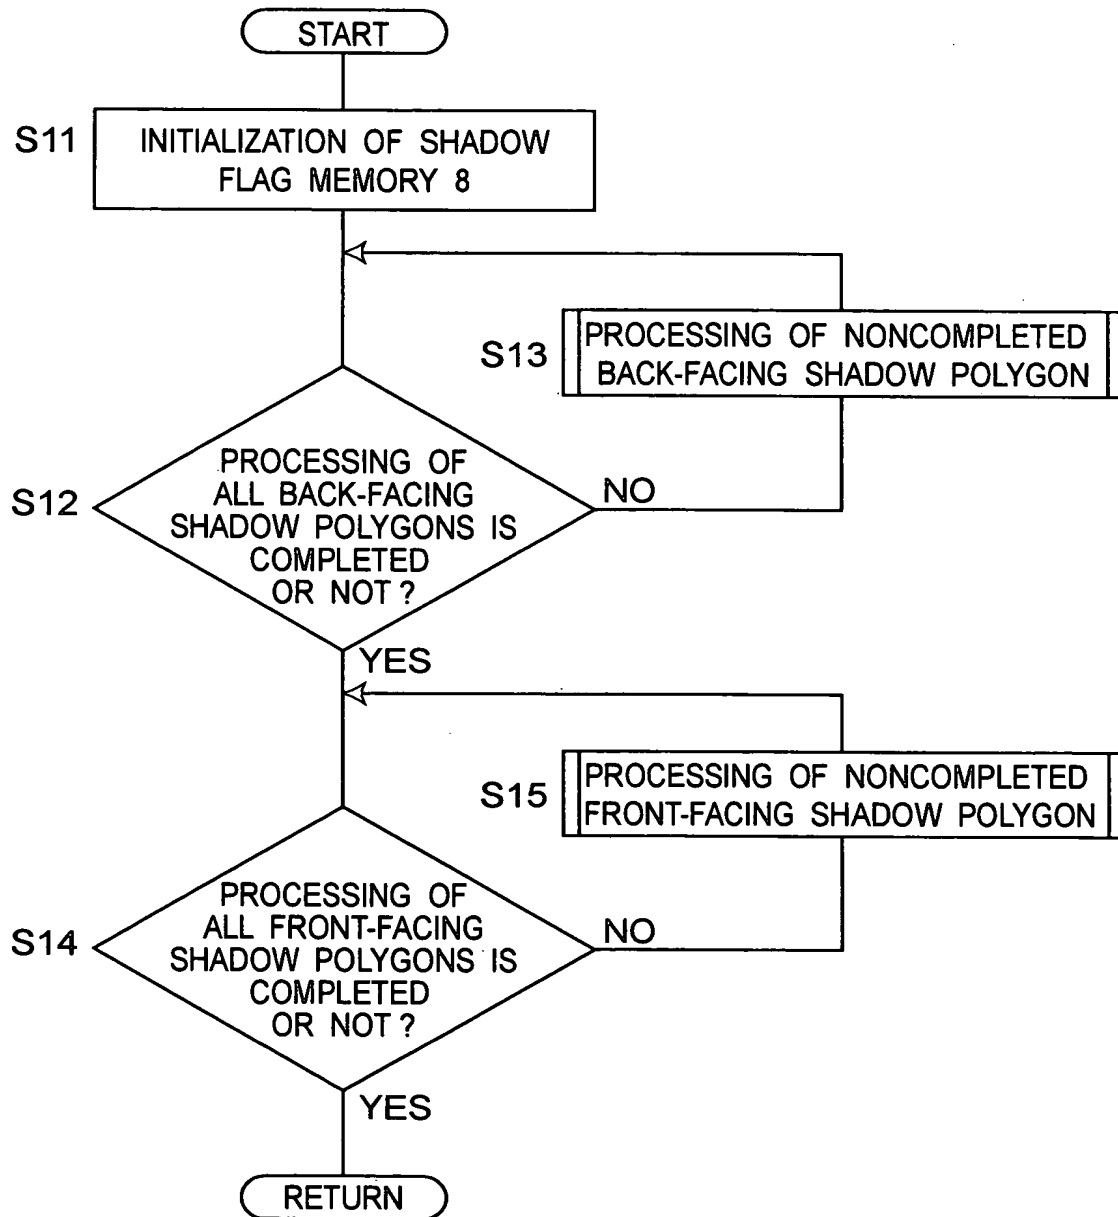 START
S11
INITIALIZATION OF SHADOW
FLAG MEMORY 8
S13
PROCESSING OF NONCOMPLETED
BACK-FACING SHADOW POLYGON
S12
PROCESSING OF
ALL BACK-FACING
SHADOW POLYGONS IS
COMPLETED
OR NOT ?
NO
YES
S15
PROCESSING OF NONCOMPLETED
FRONT-FACING SHADOW POLYGON
S14
PROCESSING OF
ALL FRONT-FACING
SHADOW POLYGONS IS
COMPLETED
OR NOT ?
NO
YES
RETURN